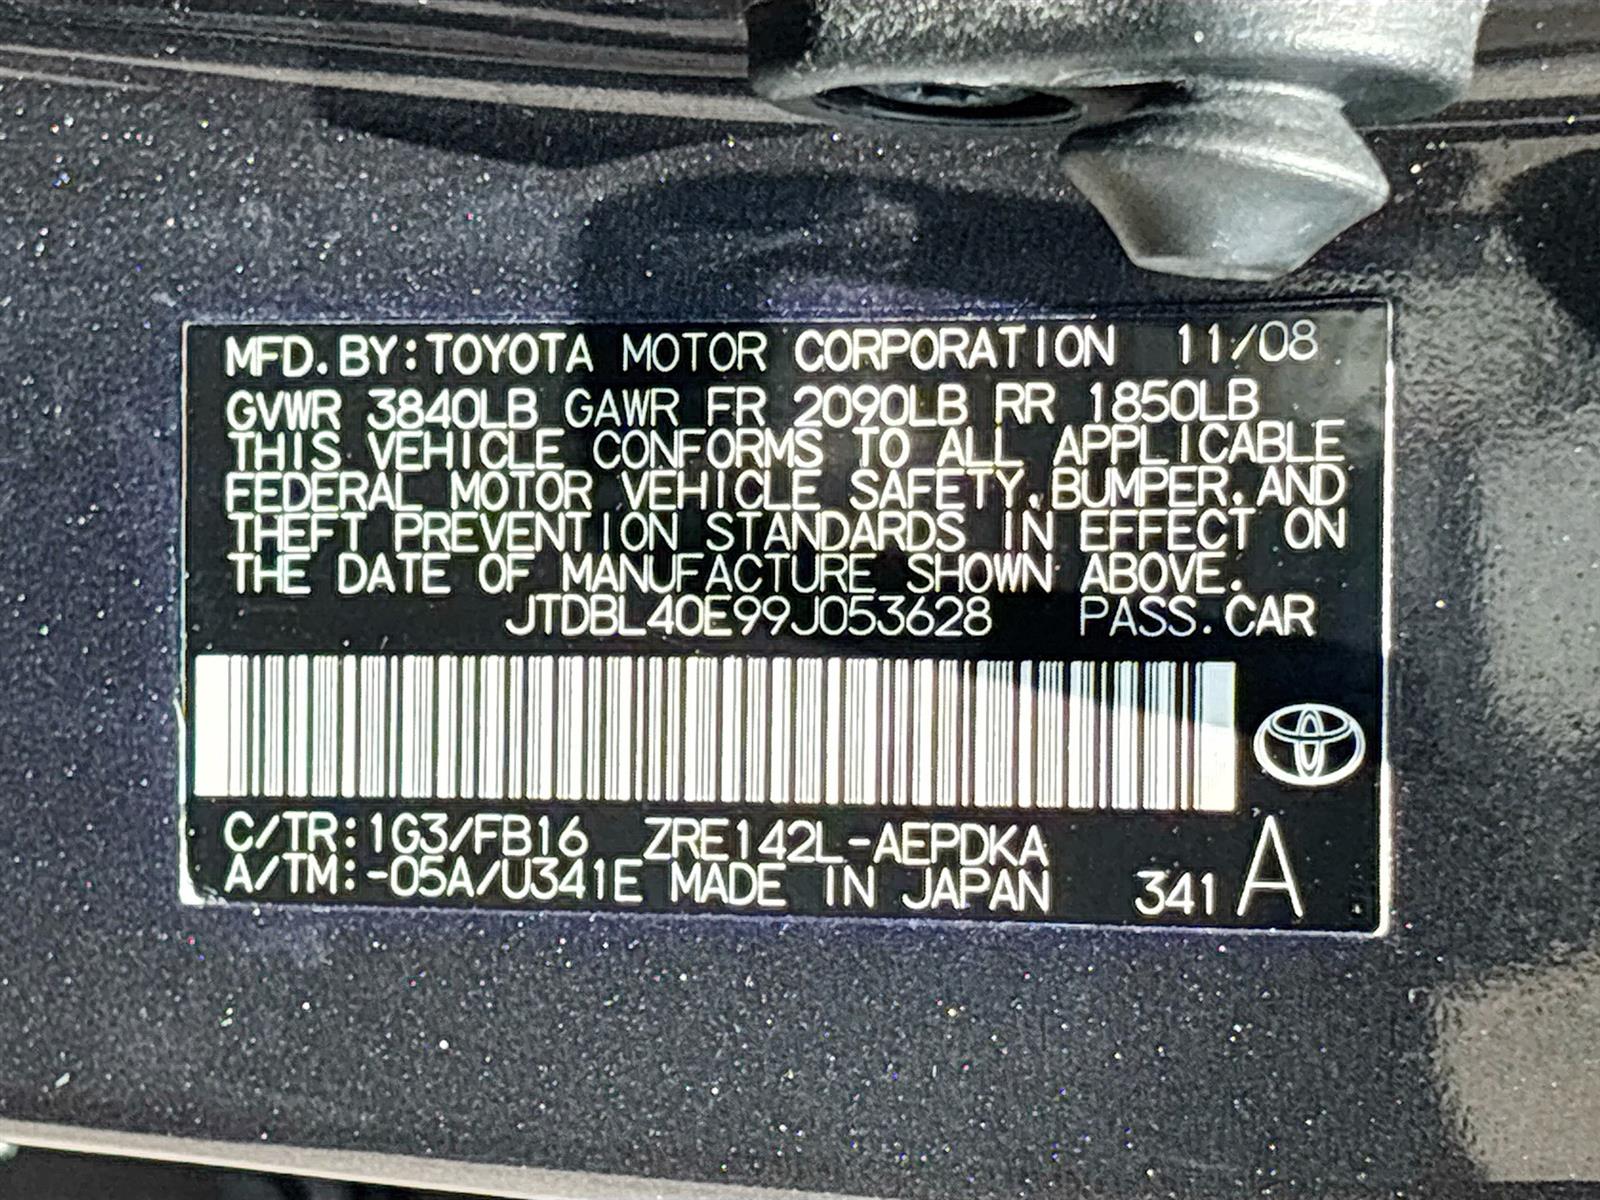 MFD. BY: TOYOTA MOTOR CORPORATION 11/08
GVWR 3840LB GAWR FR 2090LB RR 1850LB
THIS VEHICLE CONFORMS TO ALL APPLICABLE
FEDERAL MOTOR VEHICLE SAFETY, BUMPER, AND
THEFT PREVENTION STANDARDS IN EFFECT ON
THE DATE OF MANUFACTURE SHOWN ABOVE.
JTDBL40E99J053628 PASS. CAR
C/TR: 1G3/FB16 ZRE142L-AEPDKA
A/TM: -05A/U341E MADE IN JAPAN 341 A